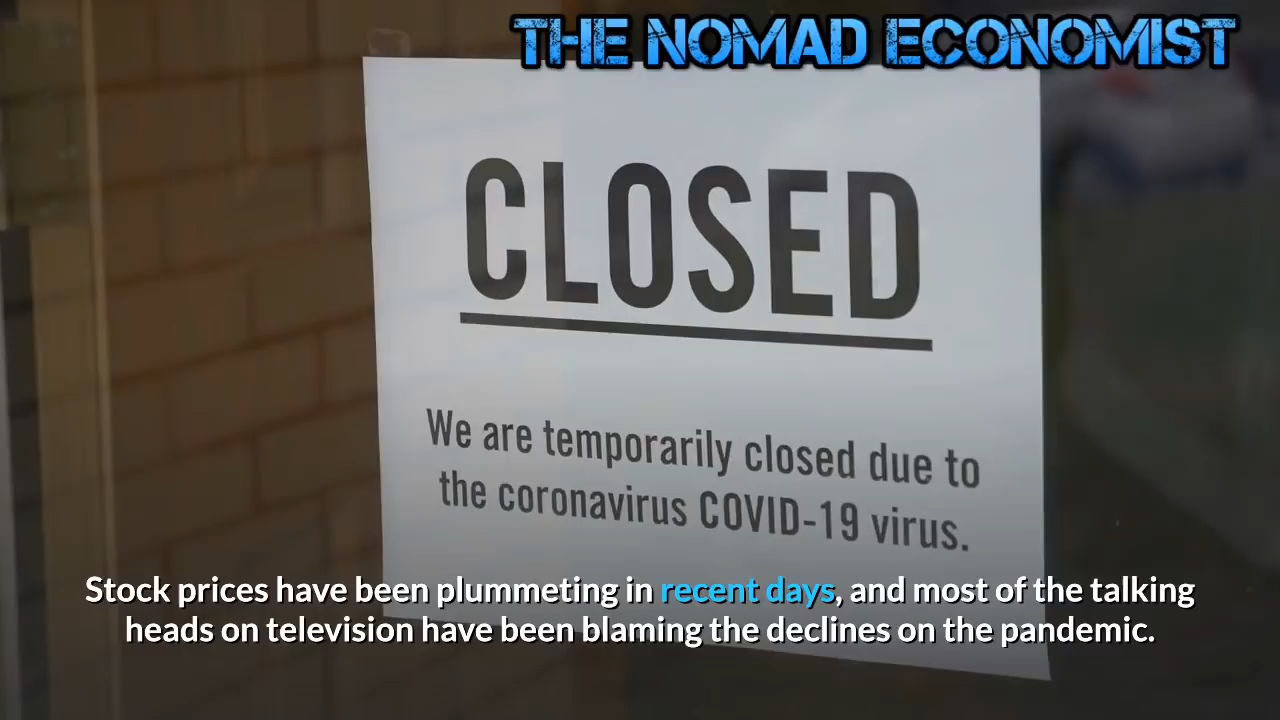 THE NOMAD ECONOMIST
CLOSED
We are temporarily closed due to
the coronavirus COVID-19 virus.
Stock prices have been plummeting in recent days, and most of the talking
heads on television have been blaming the declines on the pandemic.